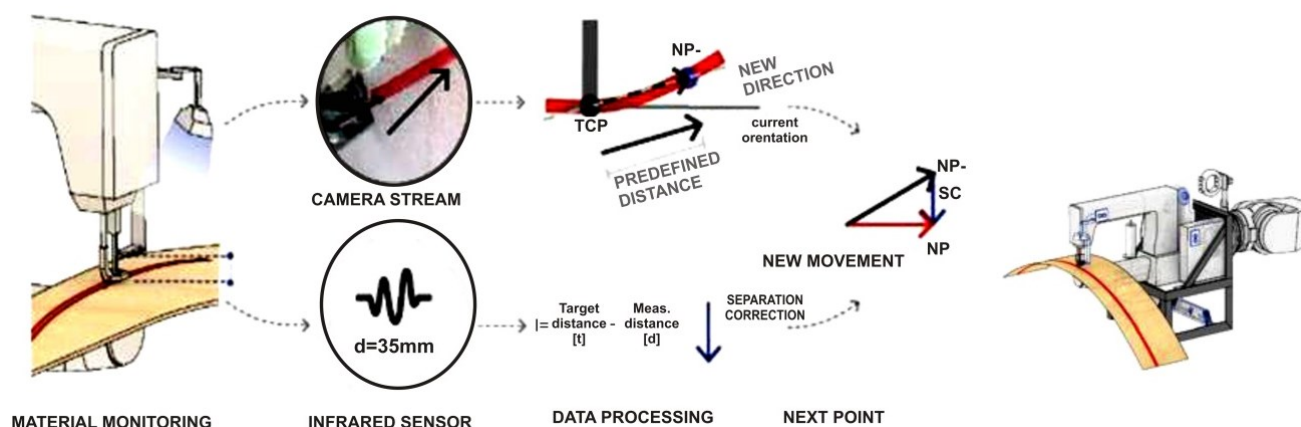 NP-
NEW
DIRECTION
TCP
current
orentation
PREDEFINED
DISTANCE
CAMERA STREAM
NP-
SC
NP
NEW MOVEMENT
d=35mm
|= Target distance [t] - Meas. distance [d]
SEPARATION
CORRECTION
MATERIAL MONITORING
INFRARED SENSOR
DATA PROCESSING
NEXT POINT